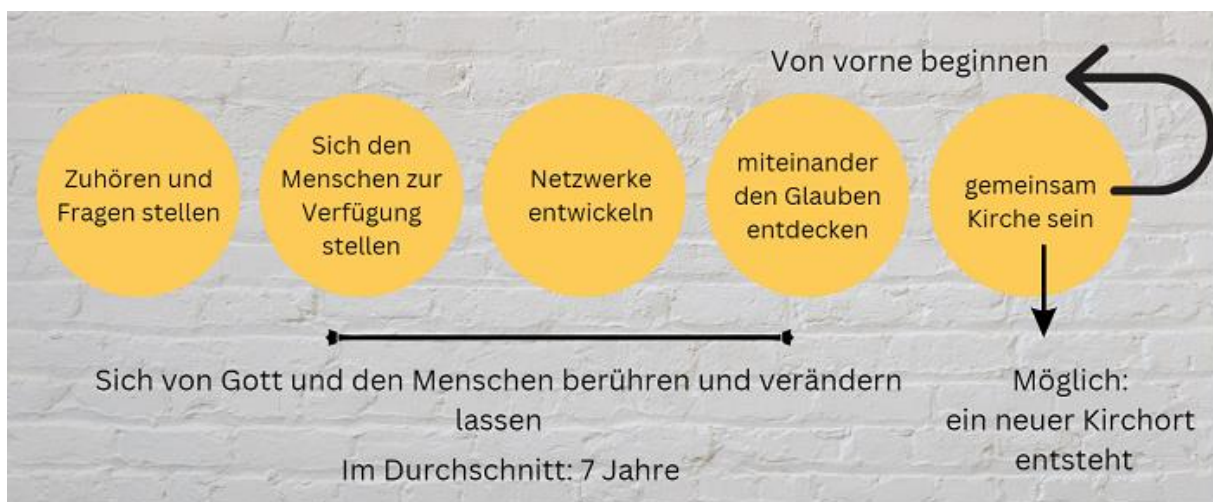 Von vorne beginnen
Zuhören und
Fragen stellen
Sich den
Menschen zur
Verfügung
stellen
Netzwerke
entwickeln
miteinander
den Glauben
entdecken
gemeinsam
Kirche sein
Sich von Gott und den Menschen berühren und verändern
lassen
Im Durchschnitt: 7 Jahre
Möglich:
ein neuer Kirchort
entsteht